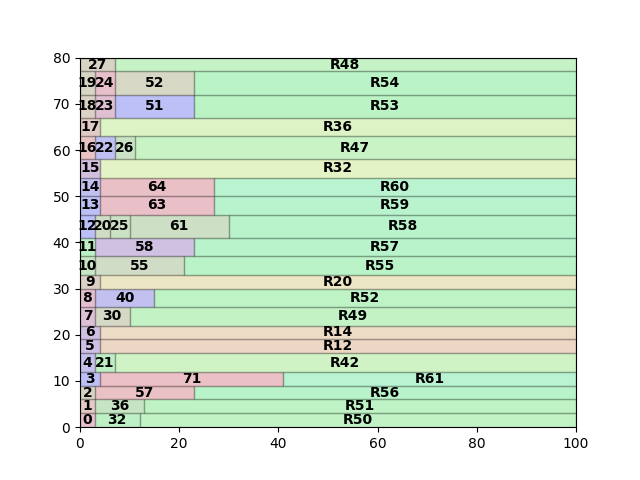 80
27 R48
19 24 52 R54
70
18 23 51 R53
17 R36
60
16 22 26 R47
15 R32
14 64 R60
50
13 63 R59
12 20 25 61 R58
40
11 58 R57
10 55 R55
9 R20
30
8 40 R52
7 30 R49
6 R14
20
5 R12
4 21 R42
10
3 71 R61
2 57 R56
1 36 R51
0 32 R50
0
0 20 40 60 80 100